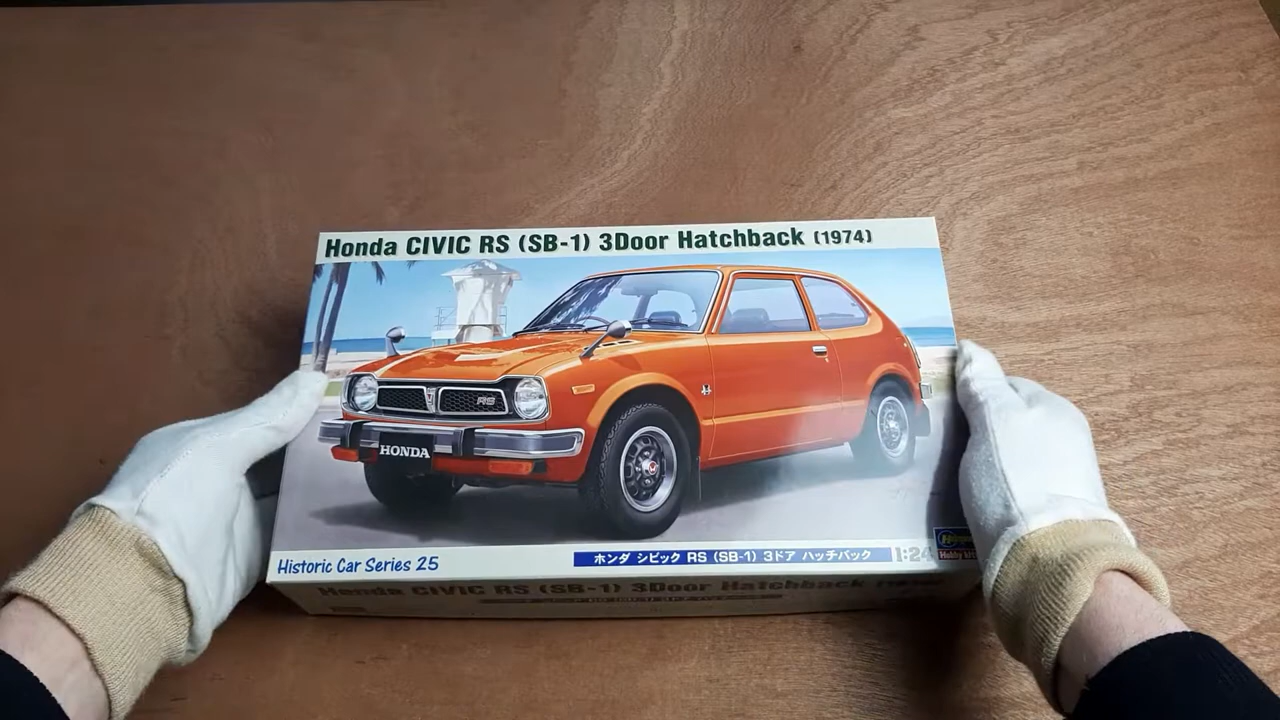 Honda CIVIC RS (SB-1) 3Door Hatchback (1974)
RS
HONDA
Historic Car Series 25
ホンダ シビック RS (SB-1) 3ドア ハッチバック
1:24
Hobby
Honda CIVIC RS (SB-1) 3Door Hatchback (1974)